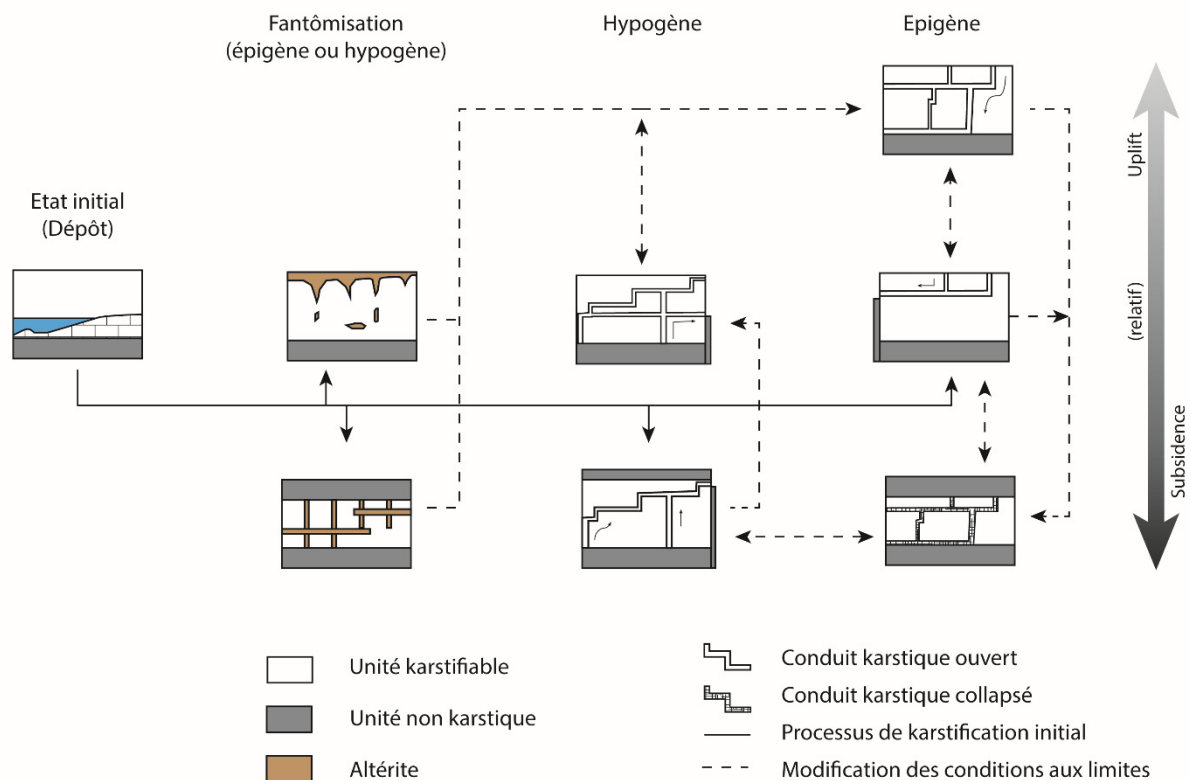 Fantômisation
(épigène ou hypogène)
Hypogène
Epigène
Etat initial
(Dépôt)
Uplift
(relatif)
Subsidence
Unité karstifiable
Unité non karstique
Altérite
Conduit karstique ouvert
Conduit karstique collapsé
Processus de karstification initial
Modification des conditions aux limites